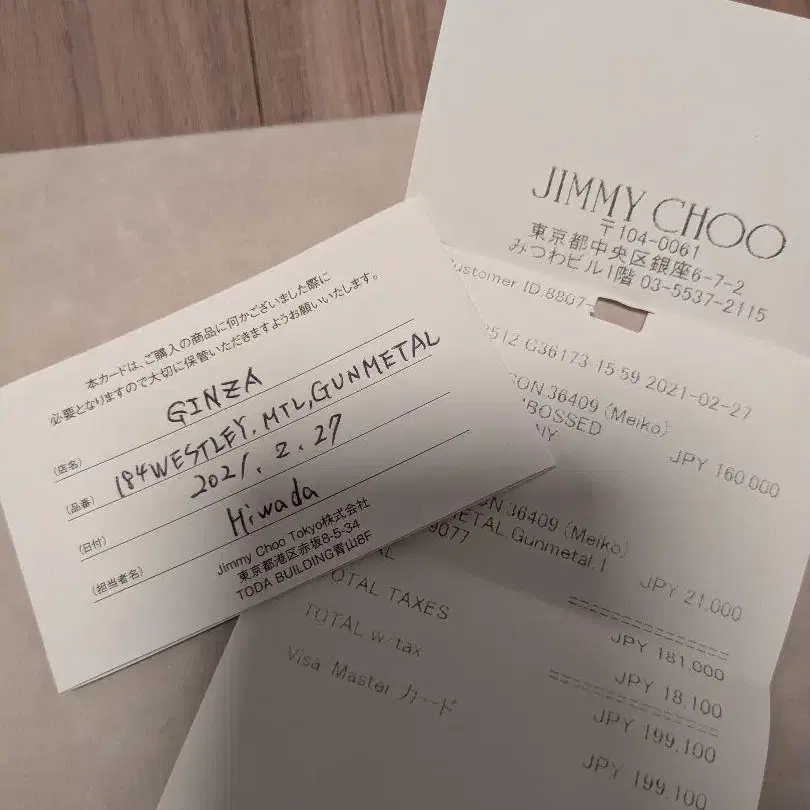 JIMMY CHOO
〒104-0061
東京都中央区銀座6-7-2
みつわビル1階 03-5537-2115
Customer ID:8807-
3512 G36173 15:59 2021-02-27
SON:36409 (Meiko)
BOSSED
JPY 160,000
SON:36409 (Meiko)
ETAL,Gunmetal,1
9077
JPY 21,000
JPY 181,000
TOTAL TAXES
JPY 18,100
TOTAL w/tax
JPY 199,100
Visa Master カード
JPY 199,100
本カードは、ご購入の商品に何かございました際に
必要となりますので大切に保管いただきますようお願いいたします。
(店名) GINZA
(品番) 184WESTLEY.MTL,GUNMETAL
(日付) 2021.2.27
(担当者名) Hiwada
Jimmy Choo Tokyo株式会社
東京都港区赤坂8-5-34
TODA BUILDING青山8F